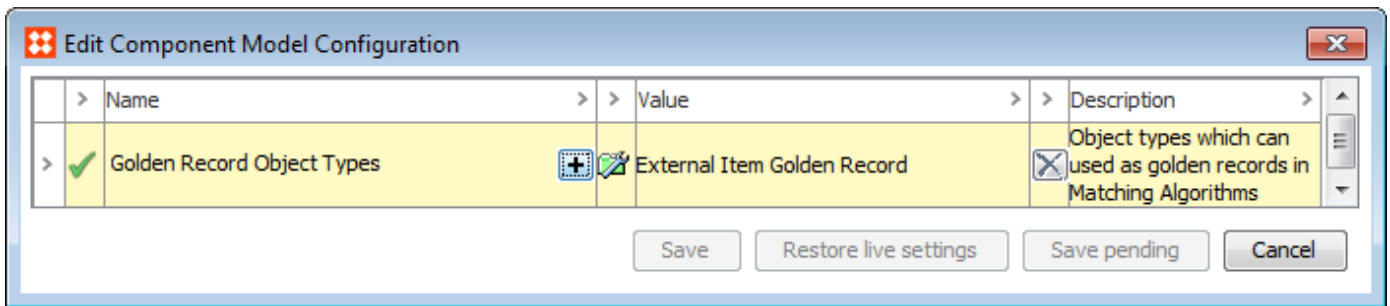 Edit Component Model Configuration
> Name > > Value > > Description >
> Golden Record Object Types External Item Golden Record Object types which can
used as golden records in
Matching Algorithms
Save Restore live settings Save pending Cancel